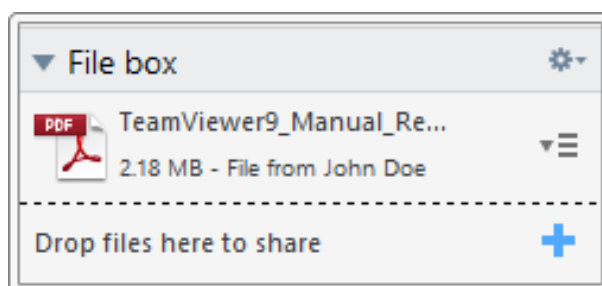 File box
PDF
TeamViewer9_Manual_Re...
2.18 MB - File from John Doe
Drop files here to share